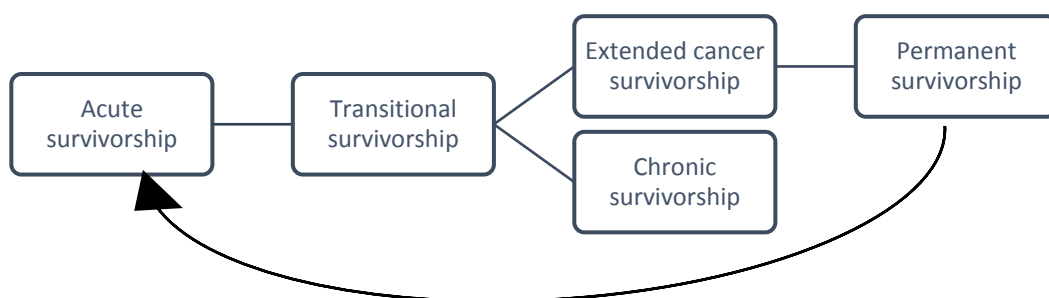 Acute
survivorship
Transitional
survivorship
Extended cancer
survivorship
Chronic
survivorship
Permanent
survivorship